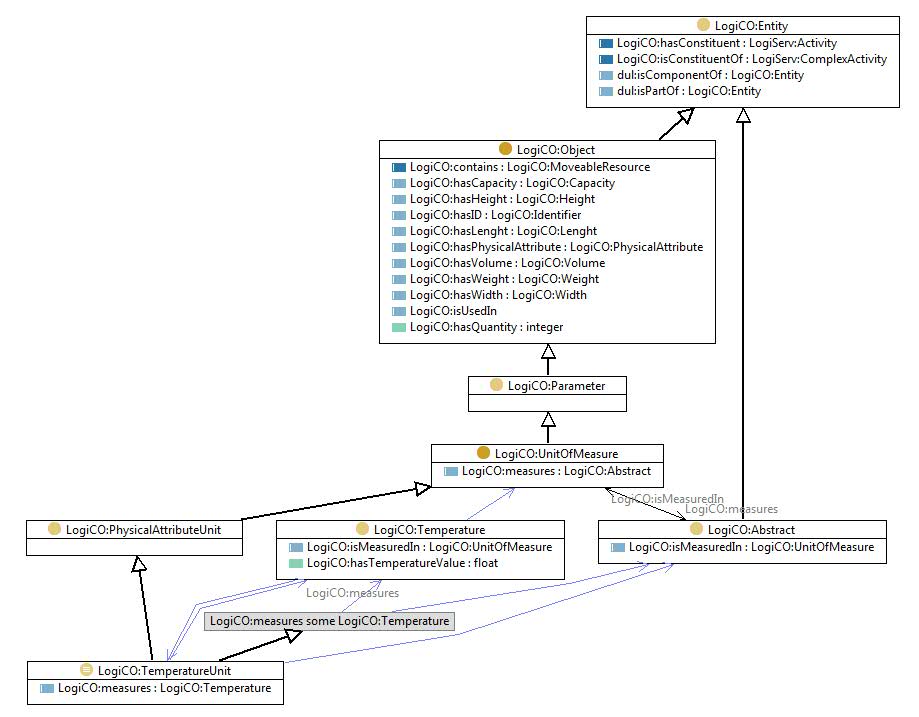 LogiCO:Entity
LogiCO:hasConstituent : LogiServ:Activity
LogiCO:isConstituentOf : LogiServ:ComplexActivity
dul:isComponentOf : LogiCO:Entity
dul:isPartOf : LogiCO:Entity
LogiCO:Object
LogiCO:contains : LogiCO:MoveableResource
LogiCO:hasCapacity : LogiCO:Capacity
LogiCO:hasHeight : LogiCO:Height
LogiCO:hasID : LogiCO:Identifier
LogiCO:hasLenght : LogiCO:Lenght
LogiCO:hasPhysicalAttribute : LogiCO:PhysicalAttribute
LogiCO:hasVolume : LogiCO:Volume
LogiCO:hasWeight : LogiCO:Weight
LogiCO:hasWidth : LogiCO:Width
LogiCO:isUsedIn
LogiCO:hasQuantity : integer
LogiCO:Parameter
LogiCO:UnitOfMeasure
LogiCO:measures : LogiCO:Abstract
LogiCO:isMeasuredIn
LogiCO:measures
LogiCO:PhysicalAttributeUnit
LogiCO:Temperature
LogiCO:isMeasuredIn : LogiCO:UnitOfMeasure
LogiCO:hasTemperatureValue : float
LogiCO:Abstract
LogiCO:isMeasuredIn : LogiCO:UnitOfMeasure
LogiCO:measures
LogiCO:measures some LogiCO:Temperature
LogiCO:TemperatureUnit
LogiCO:measures : LogiCO:Temperature